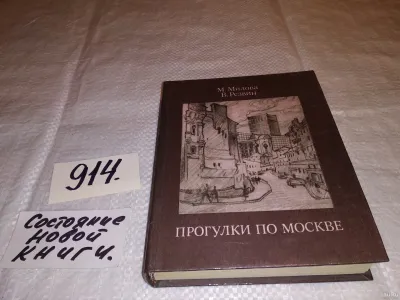 М. Милова
В. Резвин
ПРОГУЛКИ ПО МОСКВЕ
914.
Состояние
новой
книги.